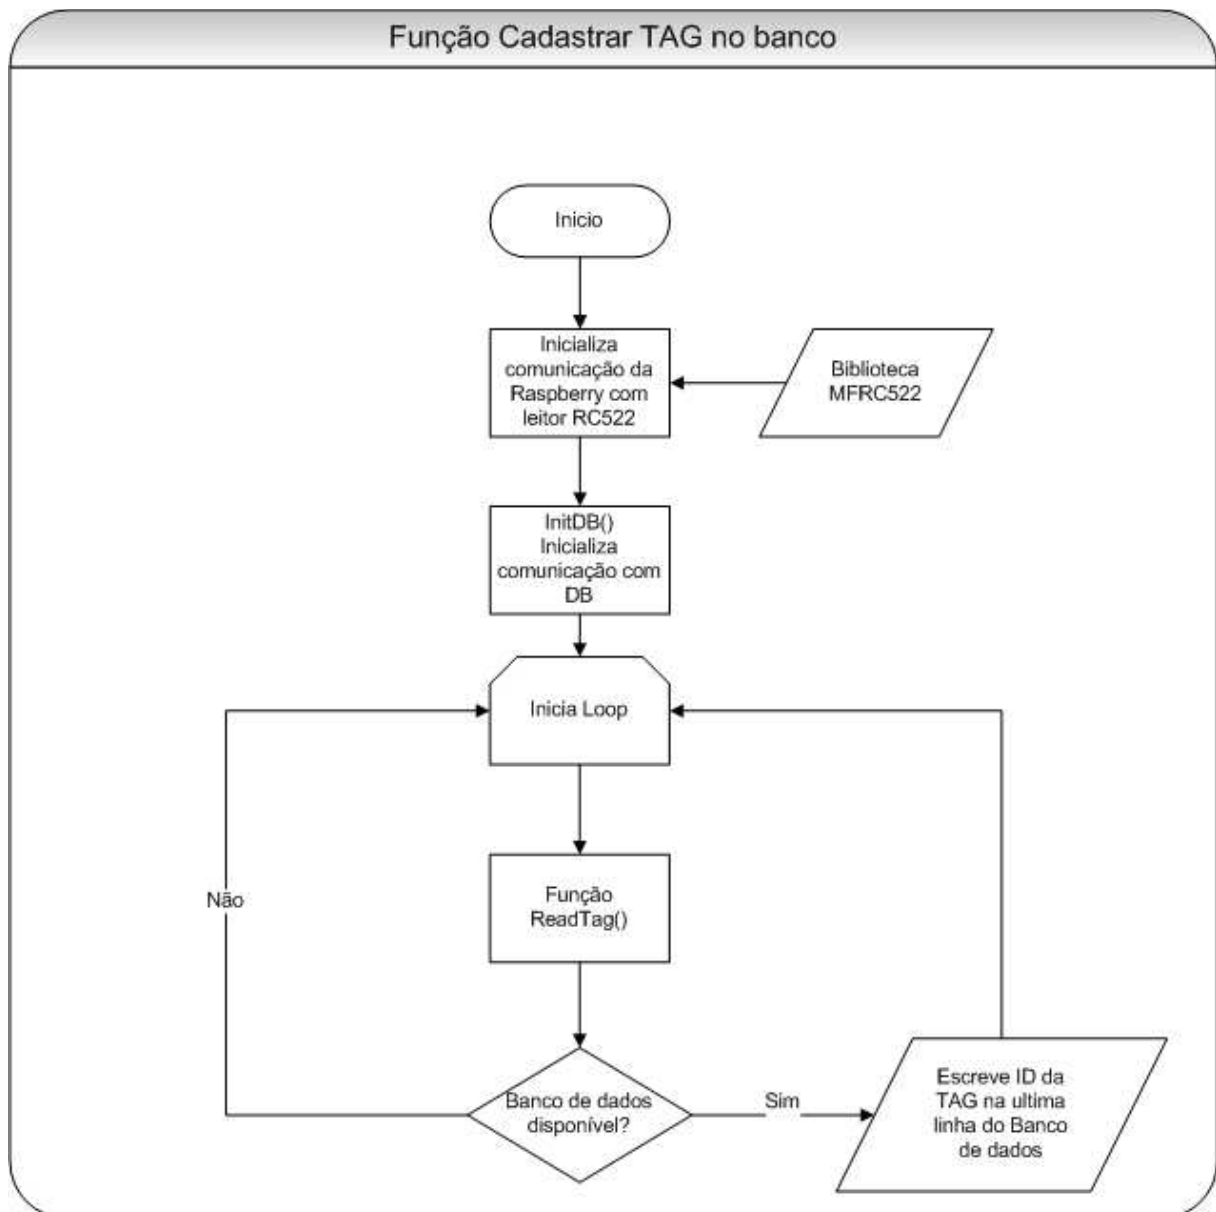 Função Cadastrar TAG no banco
Inicio
Inicializa
comunicação da
Raspberry com
leitor RC522
Biblioteca
MFRC522
InitDB()
Inicializa
comunicação com
DB
Inicia Loop
Não
Função
ReadTag()
Banco de dados
disponível?
Sim
Escreve ID da
TAG na ultima
linha do Banco
de dados